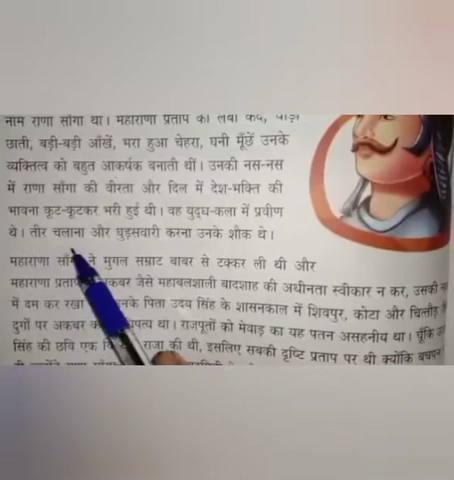 नाम राणा साँगा था। महाराणा प्रताप का लंबा कद, चौड़ी
छाती, बड़ी-बड़ी आँखें, भरा हुआ चेहरा, घनी मूँछें उनके
व्यक्तित्व को बहुत आकर्षक बनाती थीं। उनकी नस-नस
में राणा साँगा की वीरता और दिल में देश-भक्ति की
भावना कूट-कूटकर भरी हुई थी। वह युद्ध-कला में प्रवीण
थे। तीर चलाना और घुड़सवारी करना उनके शौक थे।
महाराणा ने मुगल सम्राट बाबर से टक्कर ली थी और
महाराणा प्रताप जैसे महाबलशाली बादशाह की अधीनता स्वीकार न कर, उसकी
में दम कर रखा पिता उदय सिंह के शासनकाल में शिवपुर, कोटा और चित्तौड़
दुर्गों पर अकबर था। राजपूतों को मेवाड़ का यह पतन असहनीय था। चूँकि
सिंह की छवि एक राजा की थी, इसलिए सबकी दृष्टि प्रताप पर थी क्योंकि बचपन